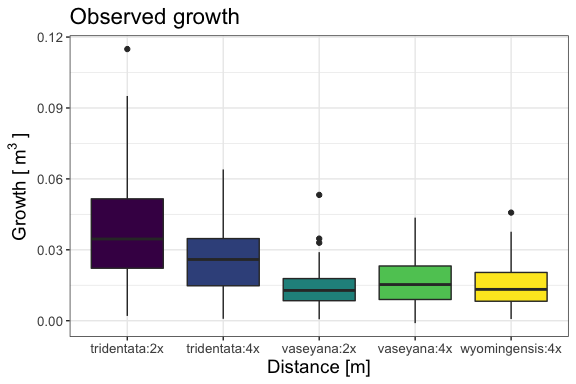 Observed growth
Growth [ m³ ]
0.12
0.09
0.06
0.03
0.00
tridentata:2x tridentata:4x vaseyana:2x vaseyana:4x wyomingensis:4x
Distance [m]